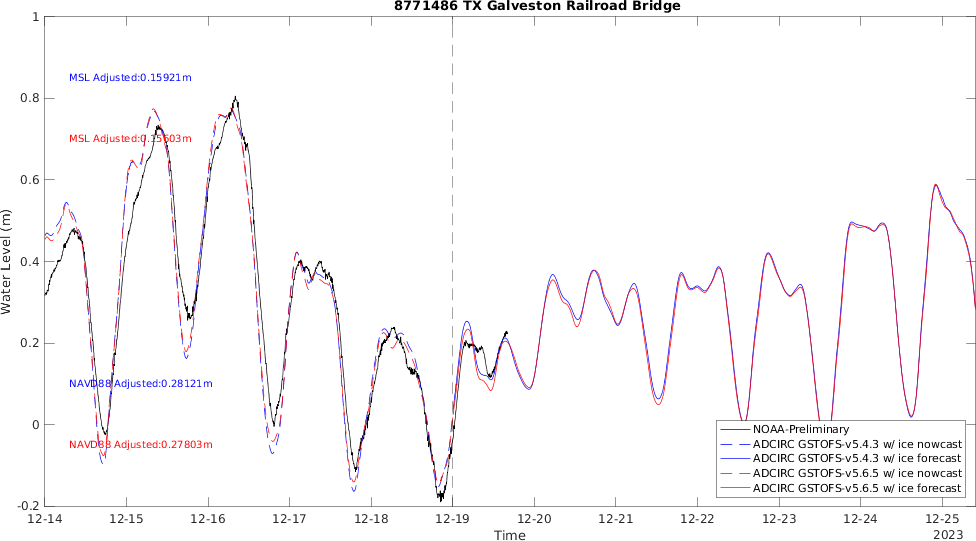 8771486 TX Galveston Railroad Bridge
1
0.8
0.6
0.4
0.2
0
-0.2
Water Level (m)
MSL Adjusted:0.15921m
MSL Adjusted:0.15603m
NAVD88 Adjusted:0.28121m
NAVD88 Adjusted:0.27803m
NOAA-Preliminary
ADCIRC GSTOFS-v5.4.3 w/ ice nowcast
ADCIRC GSTOFS-v5.4.3 w/ ice forecast
ADCIRC GSTOFS-v5.6.5 w/ ice nowcast
ADCIRC GSTOFS-v5.6.5 w/ ice forecast
12-14 12-15 12-16 12-17 12-18 12-19 12-20 12-21 12-22 12-23 12-24 12-25
2023
Time